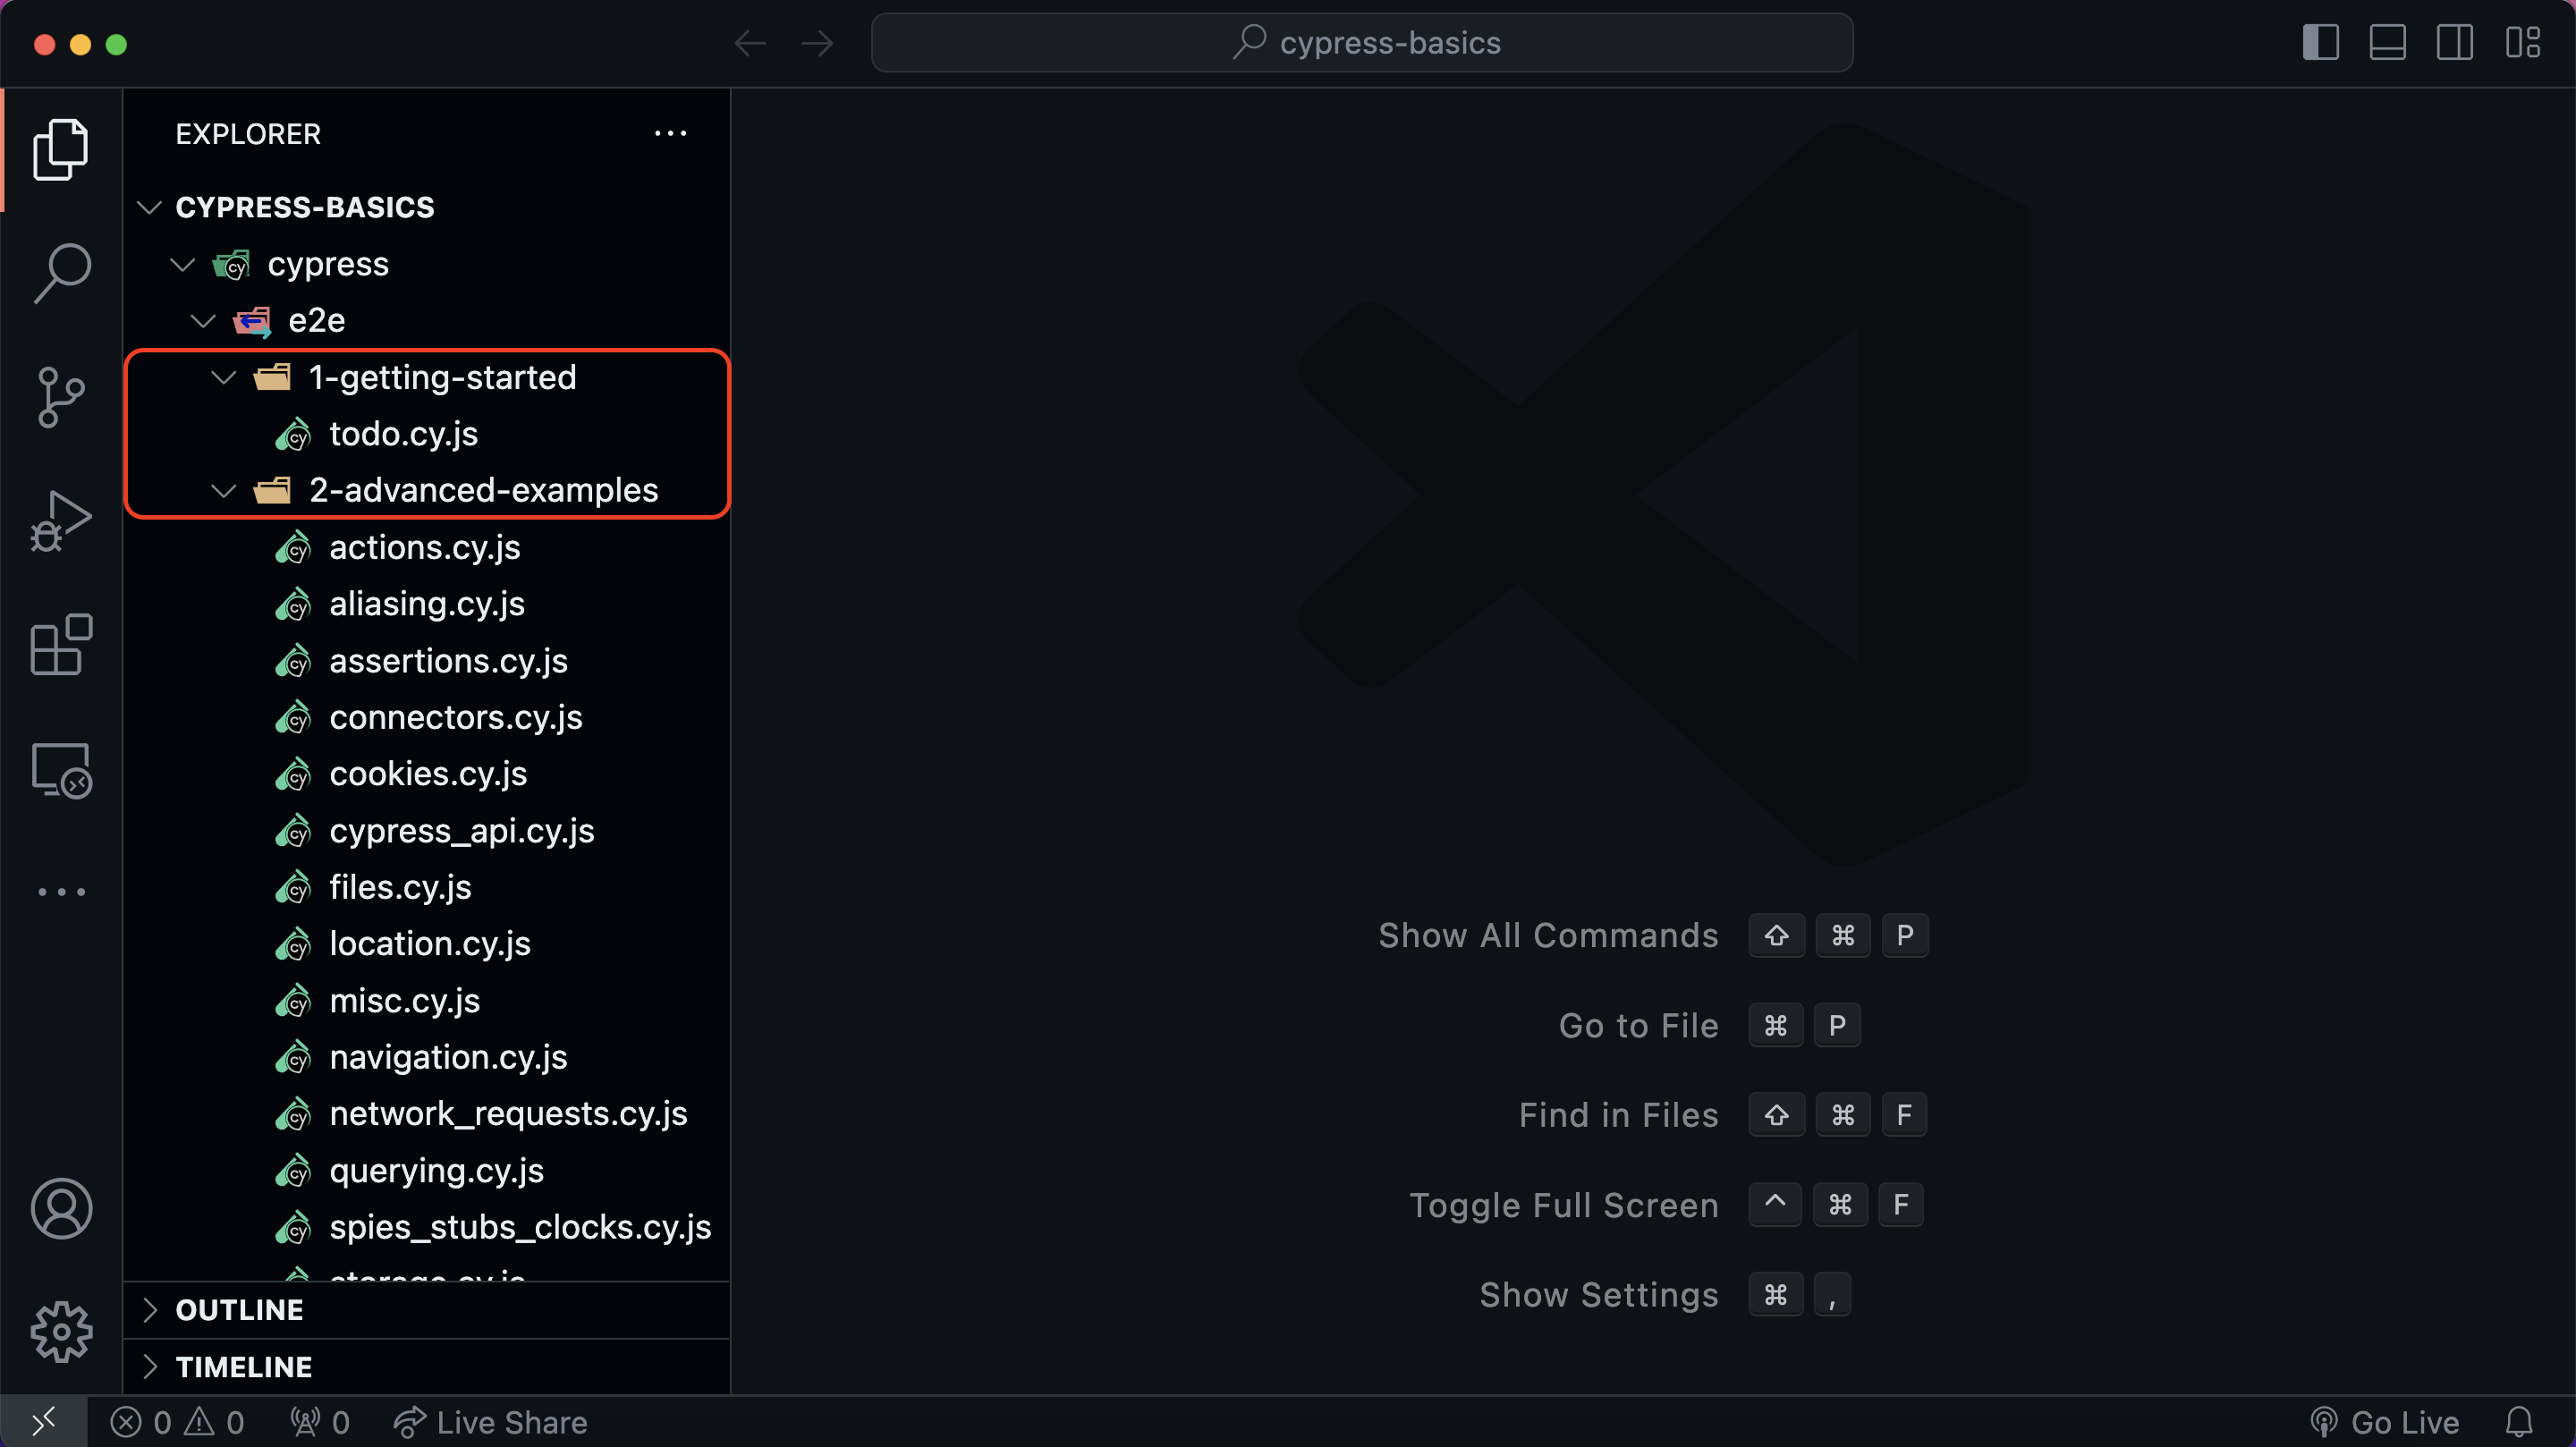 cypress-basics
EXPLORER
CYPRESS-BASICS
cypress
e2e
1-getting-started
todo.cy.js
2-advanced-examples
actions.cy.js
aliasing.cy.js
assertions.cy.js
connectors.cy.js
cookies.cy.js
cypress_api.cy.js
files.cy.js
location.cy.js
misc.cy.js
navigation.cy.js
network_requests.cy.js
querying.cy.js
spies_stubs_clocks.cy.js
storage.cy.js
OUTLINE
TIMELINE
Show All Commands ⇧ ⌘ P
Go to File ⌘ P
Find in Files ⇧ ⌘ F
Toggle Full Screen ^ ⌘ F
Show Settings ⌘ ,
0 0 0 Live Share Go Live